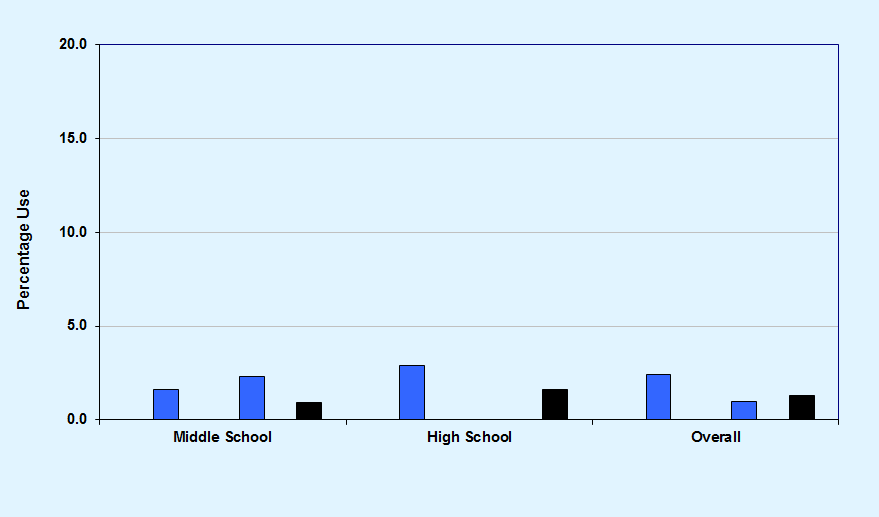 20.0
15.0
10.0
5.0
0.0
Percentage Use
Middle School
High School
Overall